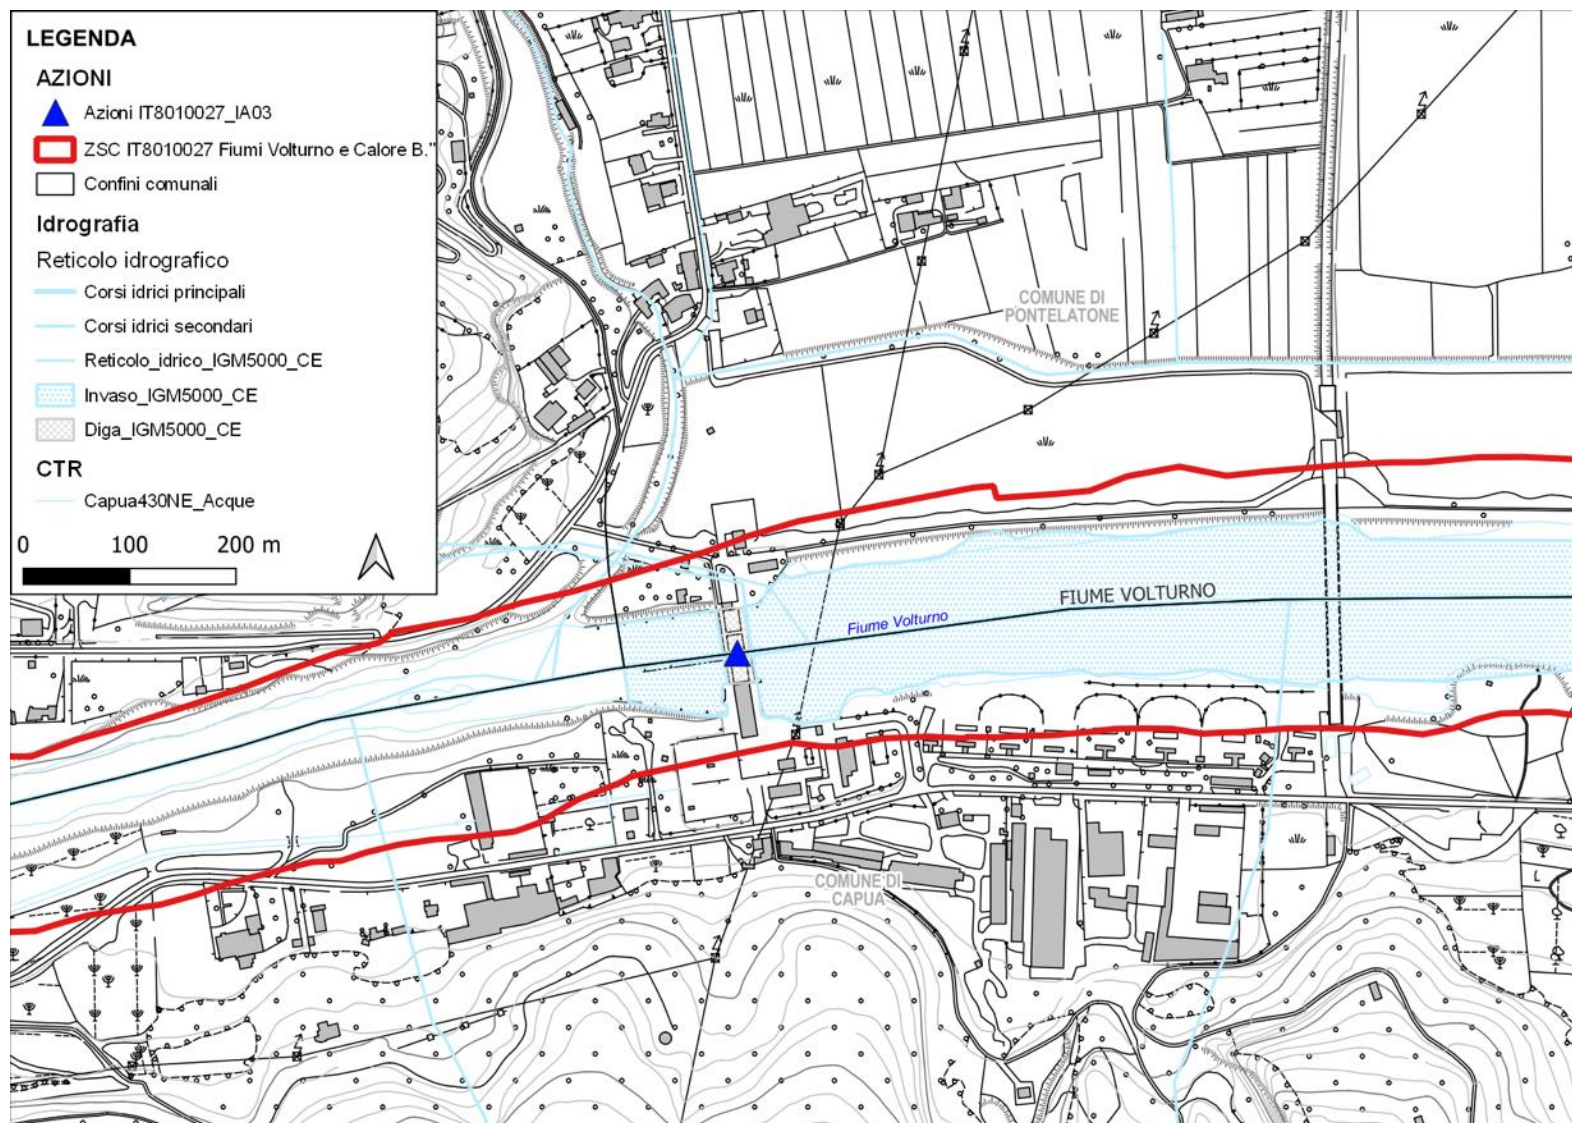 LEGENDA
AZIONI
Azioni IT8010027_IA03
ZSC IT8010027 Fiumi Volturno e Calore B."
Confini comunali
Idrografia
Reticolo idrografico
Corsi idrici principali
Corsi idrici secondari
Reticolo_idrico_IGM5000_CE
Invaso_IGM5000_CE
Diga_IGM5000_CE
CTR
Capua430NE_Acque
0 100 200 m
COMUNE DI
PONTELATONE
FIUME VOLTURNO
Fiume Volturno
COMUNE DI
CAPUA
L